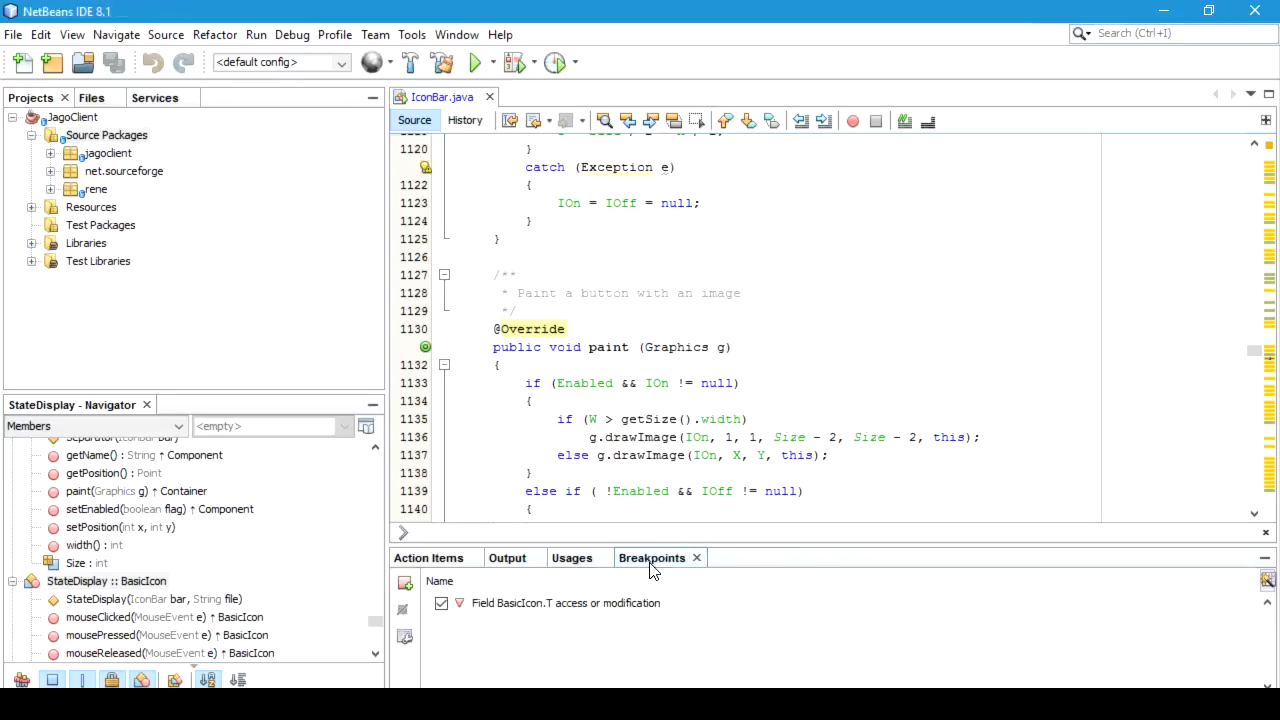 NetBeans IDE 8.1
File Edit View Navigate Source Refactor Run Debug Profile Team Tools Window Help
Search (Ctrl+I)
<default config>
Projects Files Services
JagoClient
Source Packages
jagoclient
net.sourceforge
rene
Resources
Test Packages
Libraries
Test Libraries
StateDisplay - Navigator
Members <empty>
Separator(IconBar bar)
getName() : String ↑ Component
getPosition() : Point
paint(Graphics g) ↑ Container
setEnabled(boolean flag) ↑ Component
setPosition(int x, int y)
width() : int
Size : int
StateDisplay :: BasicIcon
StateDisplay(IconBar bar, String file)
mouseClicked(MouseEvent e) ↑ BasicIcon
mousePressed(MouseEvent e) ↑ BasicIcon
mouseReleased(MouseEvent e) ↑ BasicIcon
IconBar.java
Source History
1120 }
catch (Exception e)
1122 {
1123 IOn = IOff = null;
1124 }
1125 }
1126
1127 /**
1128 * Paint a button with an image
1129 */
1130 @Override
public void paint (Graphics g)
1132 {
1133 if (Enabled && IOn != null)
1134 {
1135 if (W > getSize().width)
1136 g.drawImage(IOn, 1, 1, Size - 2, Size - 2, this);
1137 else g.drawImage(IOn, X, Y, this);
1138 }
1139 else if ( !Enabled && IOff != null)
1140 {
Action Items Output Usages Breakpoints
Name
Field BasicIcon.T access or modification